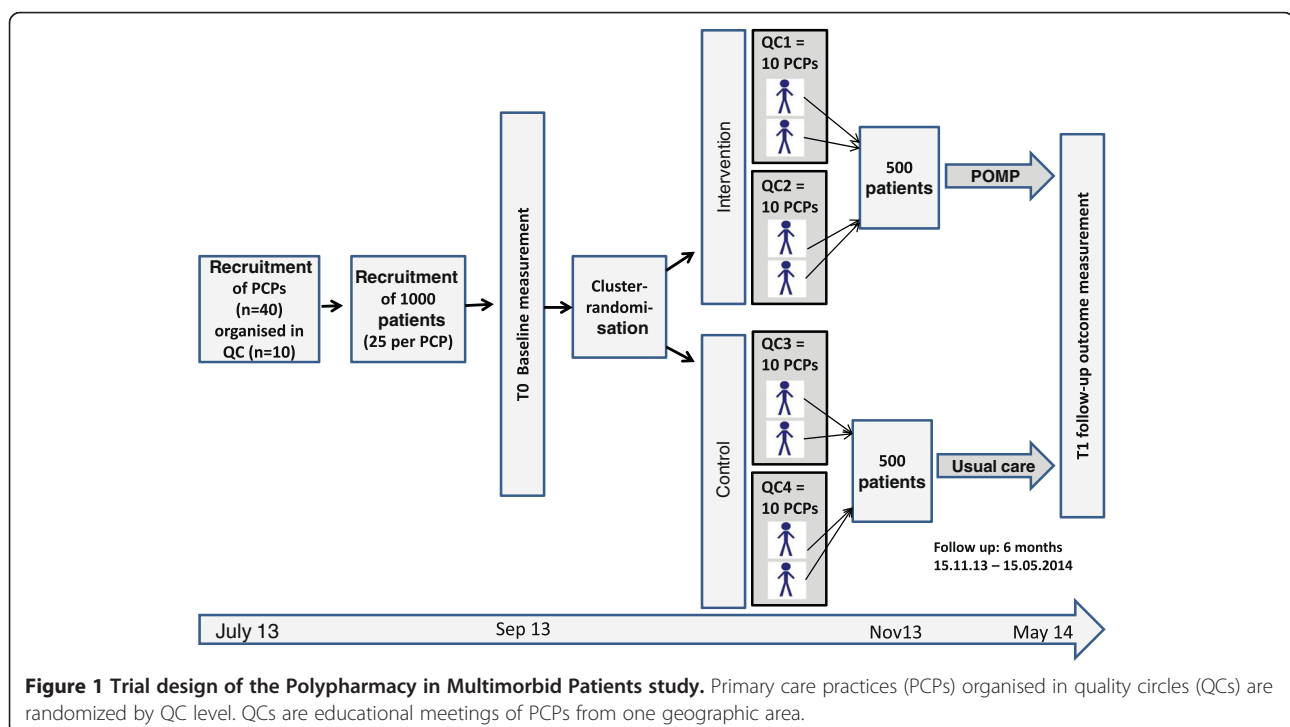 Recruitment
of PCPs
(n=40)
organised in
QC (n=10)
Recruitment
of 1000
patients
(25 per PCP)
T0 Baseline measurement
Cluster-
randomi-
sation
Intervention
QC1 =
10 PCPs
QC2 =
10 PCPs
500
patients
POMP
Control
QC3 =
10 PCPs
QC4 =
10 PCPs
500
patients
Usual care
T1 follow-up outcome measurement
Follow up: 6 months
15.11.13 – 15.05.2014
July 13
Sep 13
Nov13
May 14
Figure 1 Trial design of the Polypharmacy in Multimorbid Patients study. Primary care practices (PCPs) organised in quality circles (QCs) are
randomized by QC level. QCs are educational meetings of PCPs from one geographic area.